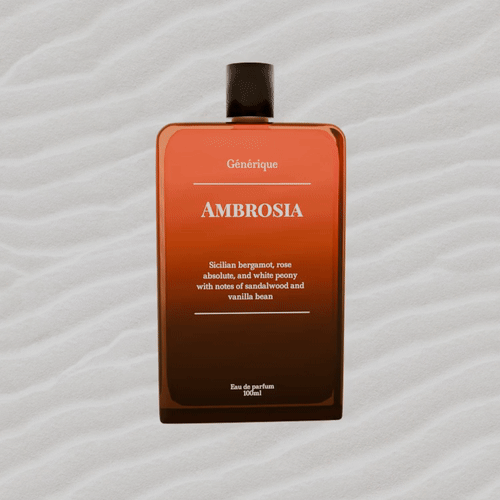 Générique
AMBROSIA
Sicilian bergamot, rose
absolute, and white peony
with notes of sandalwood and
vanilla bean
Eau de parfum
100ml